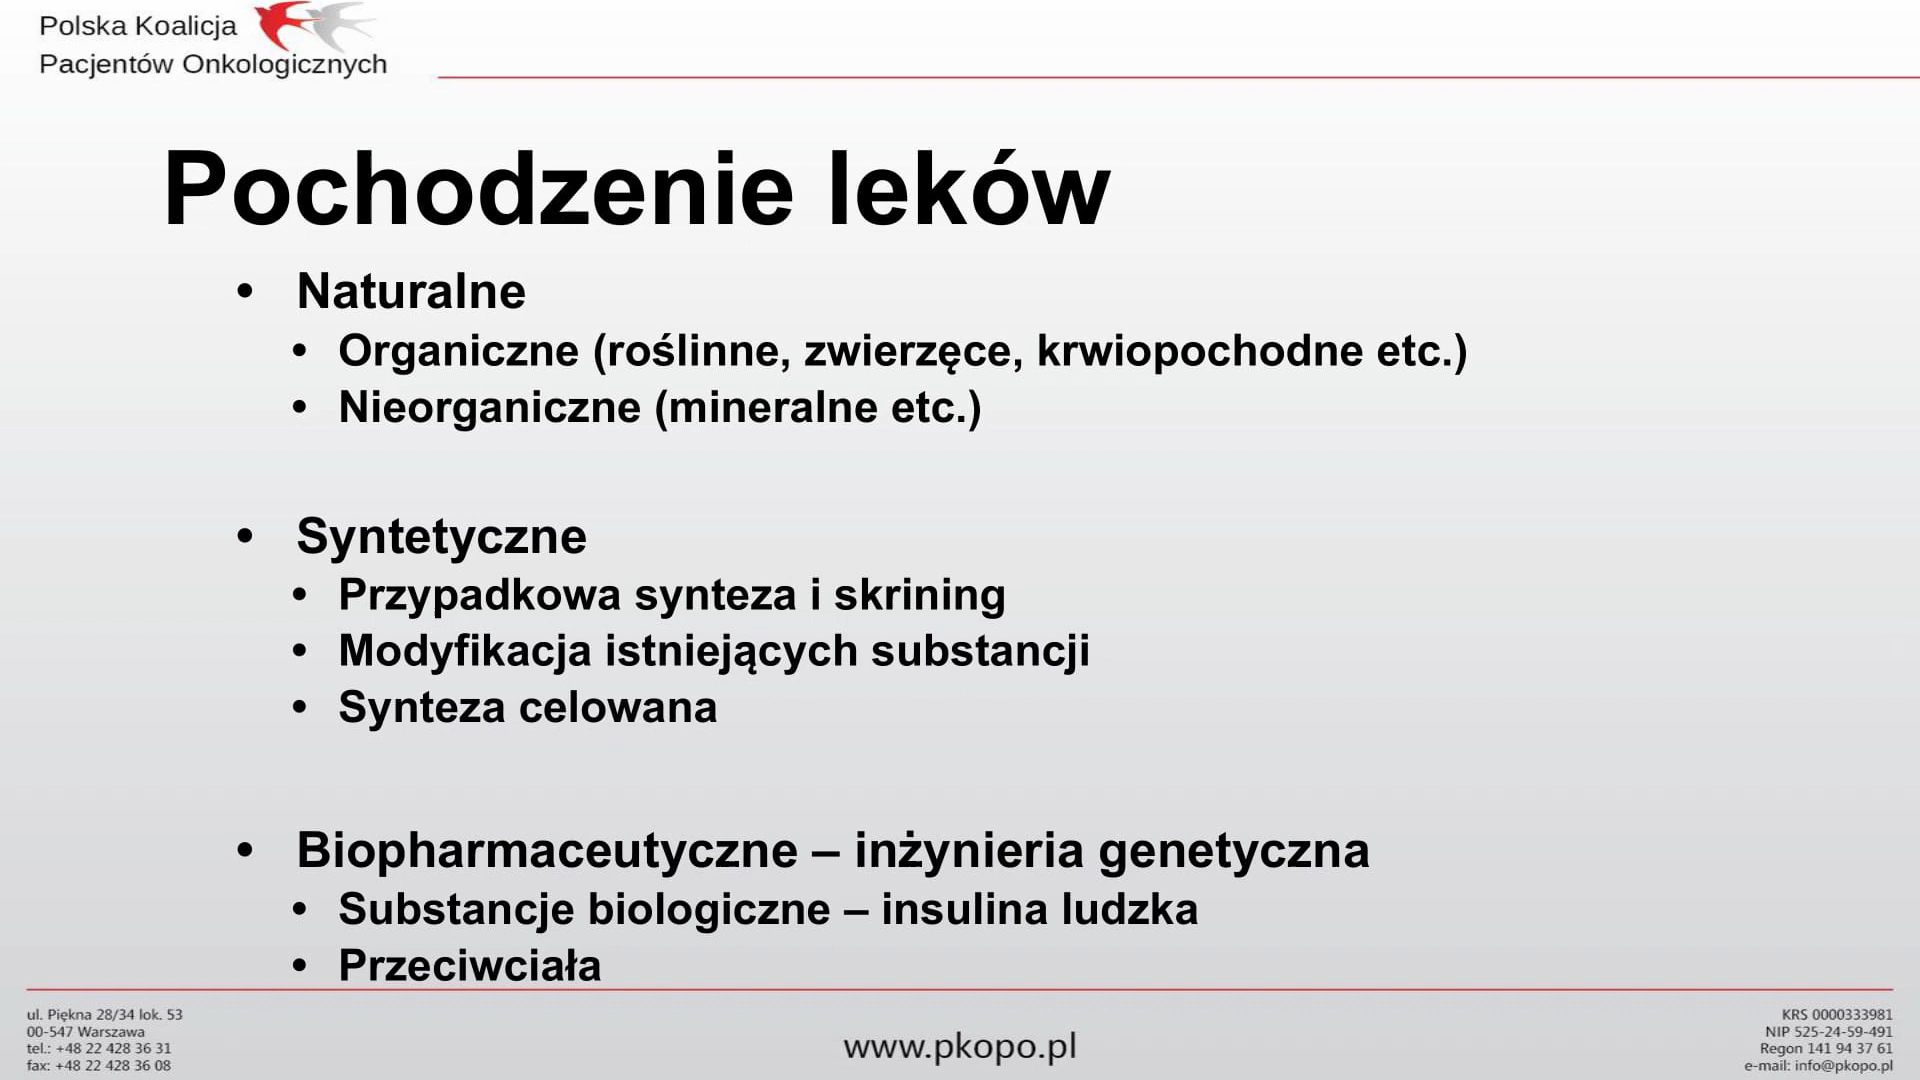 Polska Koalicja
Pacjentów Onkologicznych
Pochodzenie leków
• Naturalne
• Organiczne (roślinne, zwierzęce, krwiopochodne etc.)
• Nieorganiczne (mineralne etc.)
• Syntetyczne
• Przypadkowa synteza i skrining
• Modyfikacja istniejących substancji
• Synteza celowana
• Biopharmaceutyczne – inżynieria genetyczna
• Substancje biologiczne – insulina ludzka
• Przeciwciała
ul. Piękna 28/34 lok. 53
00-547 Warszawa
tel.: +48 22 428 36 31
fax: +48 22 428 36 08
www.pkopo.pl
KRS 0000333981
NIP 525-24-59-491
Regon 141 94 37 61
e-mail: info@pkopo.pl